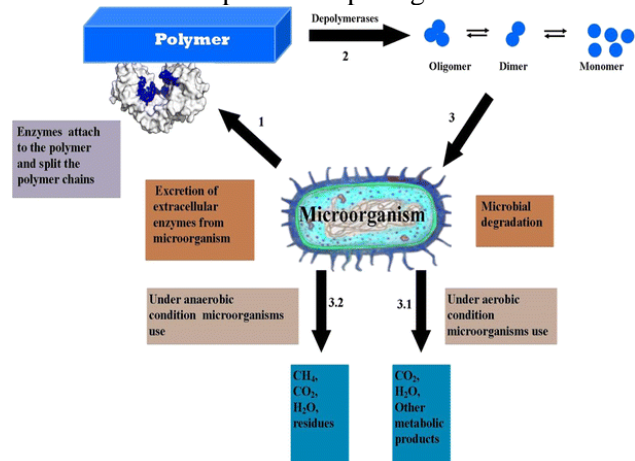 Depolymerases
Polymer
2
Oligomer
Dimer
Monomer
1
3
Enzymes attach
to the polymer
and split the
polymer chains
Excretion of
extracellular
enzymes from
microorganism
Microorganism
Microbial
degradation
Under anaerobic
condition microorganisms
use
3.2
3.1
Under aerobic
condition
microorganisms use
CH₄,
CO₂,
H₂O,
residues
CO₂,
H₂O,
Other
metabolic
products